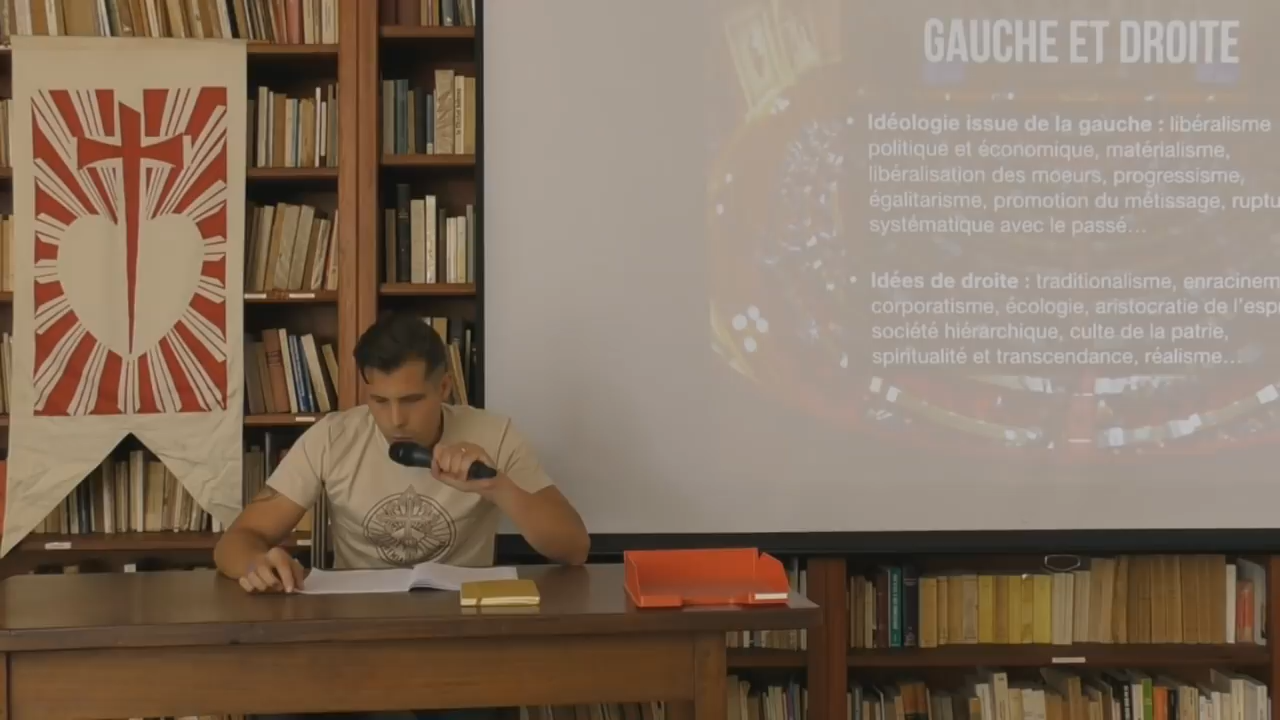 GAUCHE ET DROITE
• Idéologie issue de la gauche : libéralisme
politique et économique, matérialisme,
libéralisation des moeurs, progressisme,
égalitarisme, promotion du métissage, ruptu
systématique avec le passé…
• Idées de droite : traditionalisme, enracinem
corporatisme, écologie, aristocratie de l'esp
société hiérarchique, culte de la patrie,
spiritualité et transcendance, réalisme…